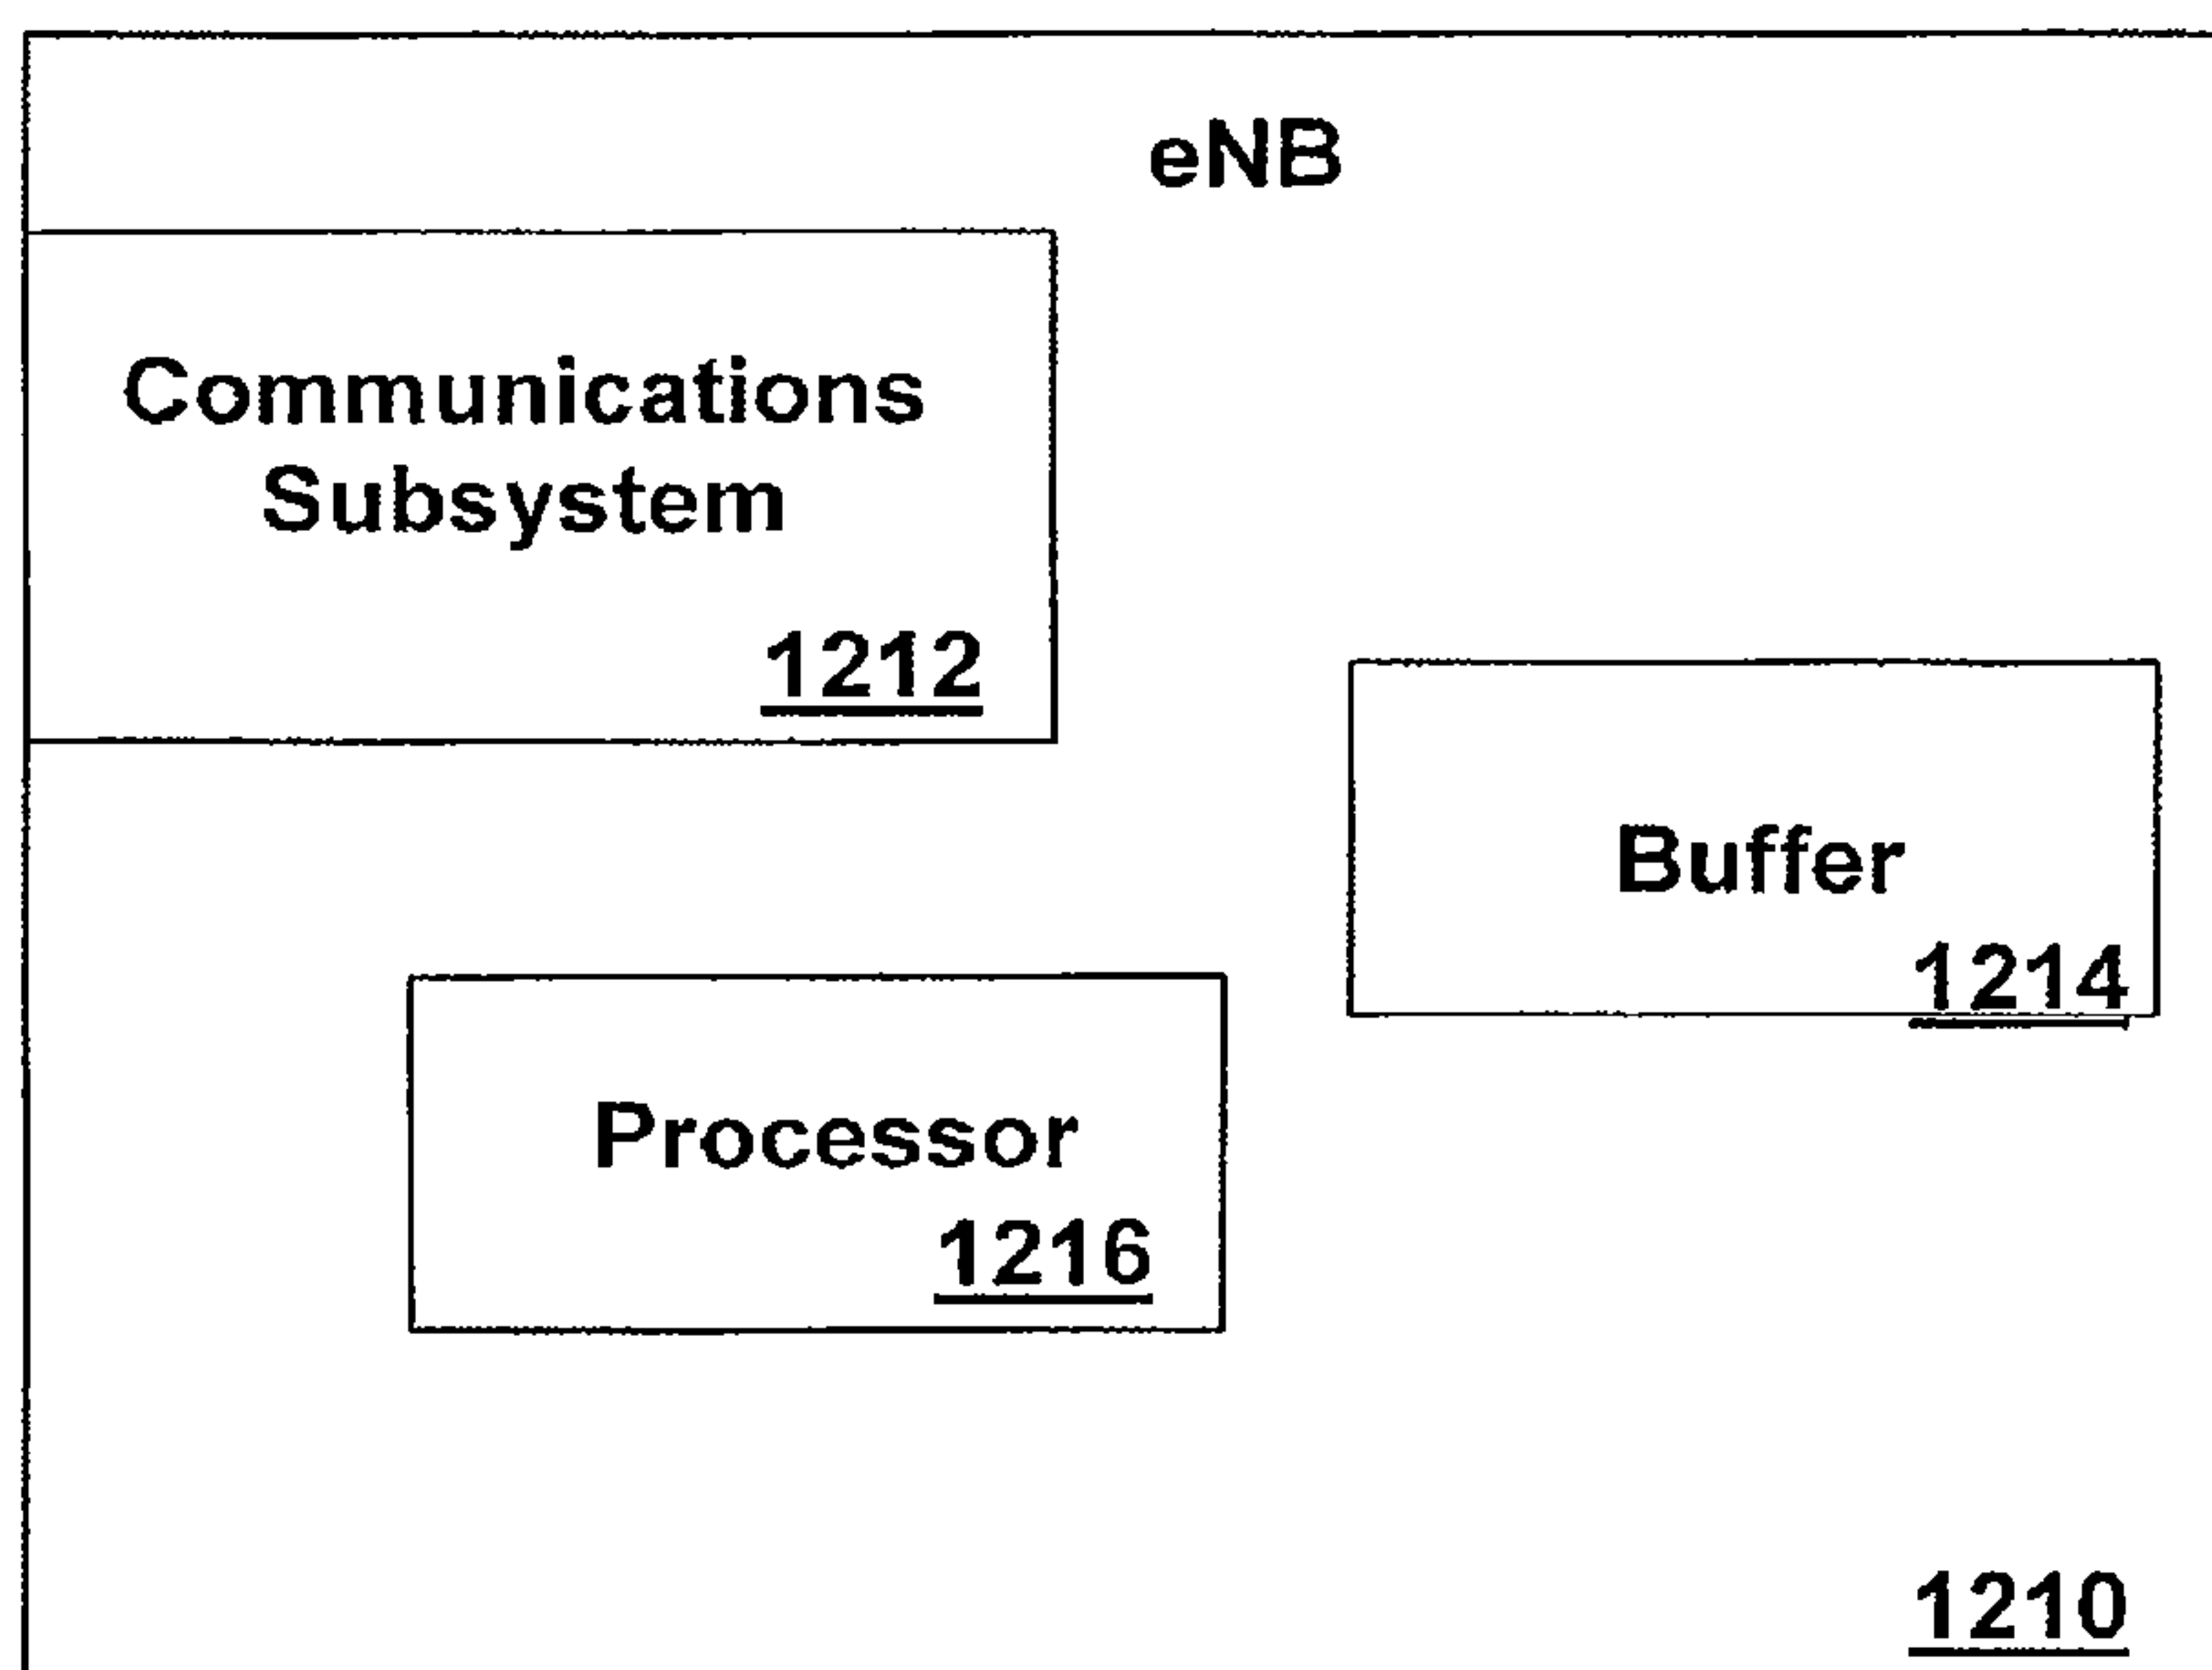 eNB
Communications
Subsystem
1212
Buffer
1214
Processor
1216
1210